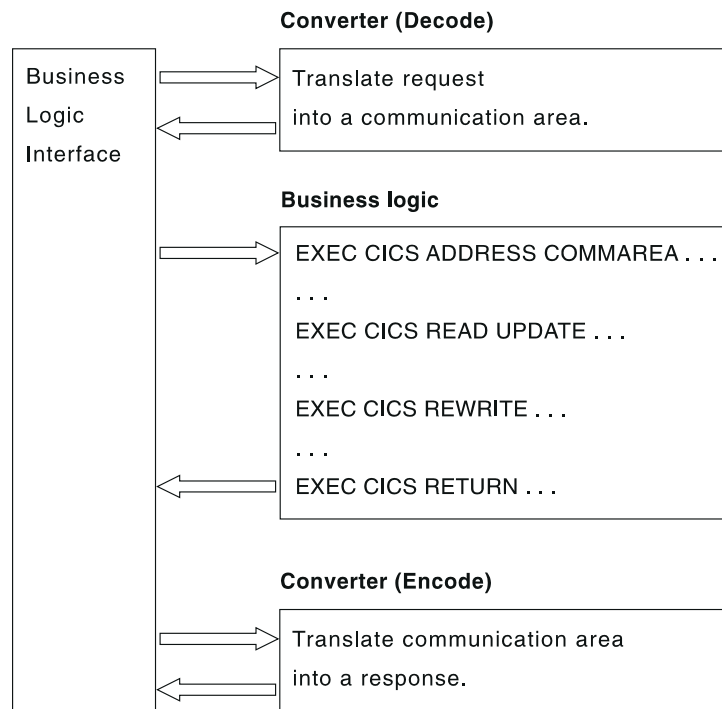 Converter (Decode)
Business
Logic
Interface
Translate request
into a communication area.
Business logic
EXEC CICS ADDRESS COMMAREA . . .
. . .
EXEC CICS READ UPDATE . . .
. . .
EXEC CICS REWRITE . . .
. . .
EXEC CICS RETURN . . .
Converter (Encode)
Translate communication area
into a response.